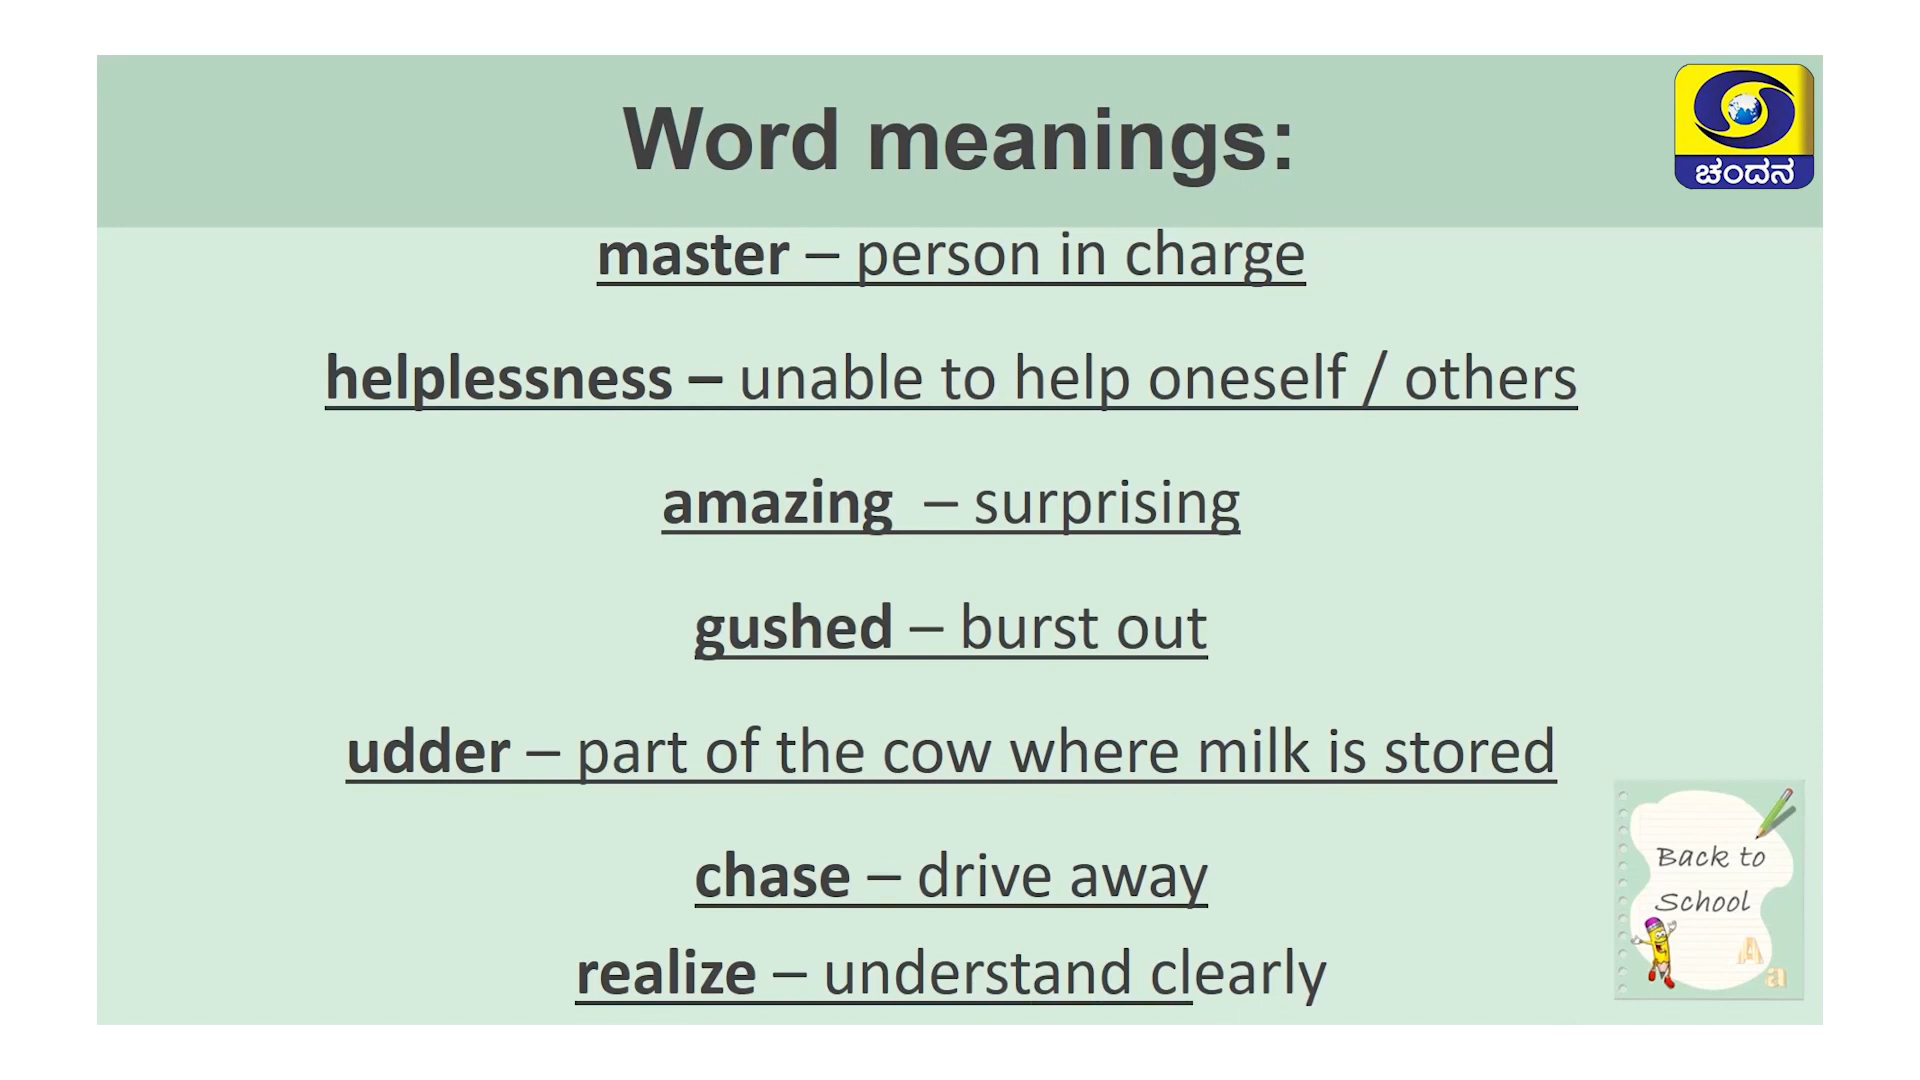 Word meanings:
ಚಂದನ
master – person in charge
helplessness – unable to help oneself / others
amazing – surprising
gushed – burst out
udder – part of the cow where milk is stored
chase – drive away
realize – understand clearly
Back to
School
A
a